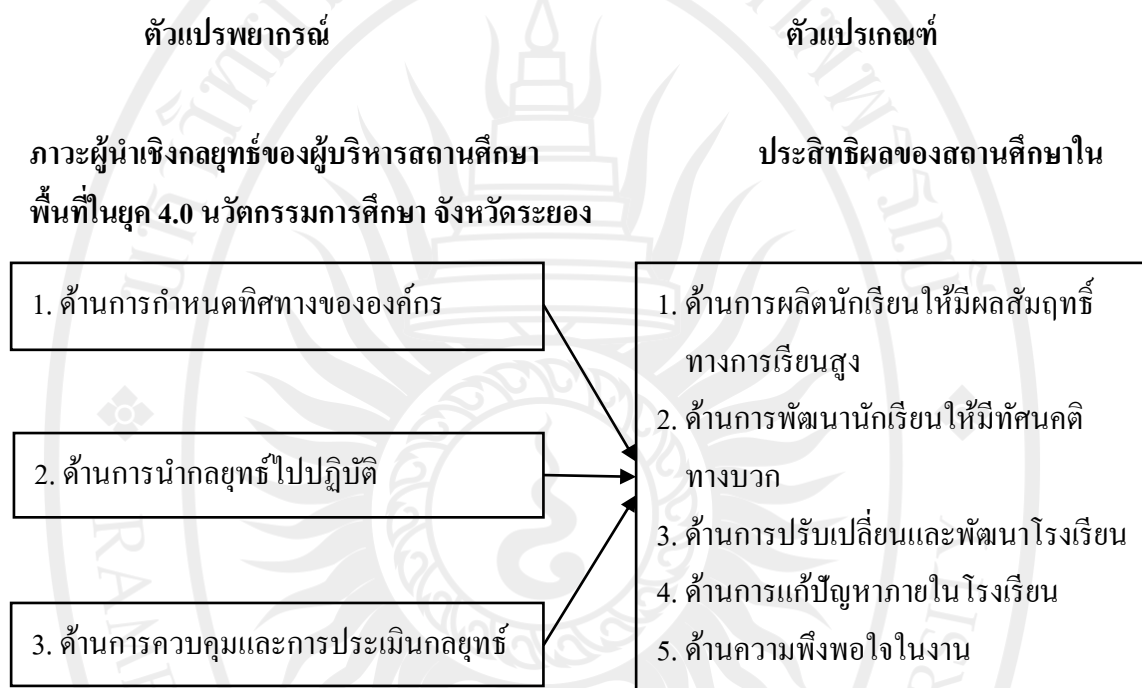 ตัวแปรพยากรณ์
ตัวแปรเกณฑ์
ภาวะผู้นำเชิงกลยุทธ์ของผู้บริหารสถานศึกษา
พื้นที่ในยุค 4.0 นวัตกรรมการศึกษา จังหวัดระยอง
ประสิทธิผลของสถานศึกษาใน
1. ด้านการกำหนดทิศทางขององค์กร
2. ด้านการนำกลยุทธ์ไปปฏิบัติ
3. ด้านการควบคุมและการประเมินกลยุทธ์
1. ด้านการผลิตนักเรียนให้มีผลสัมฤทธิ์
ทางการเรียนสูง
2. ด้านการพัฒนานักเรียนให้มีทัศนคติ
ทางบวก
3. ด้านการปรับเปลี่ยนและพัฒนาโรงเรียน
4. ด้านการแก้ปัญหาภายในโรงเรียน
5. ด้านความพึงพอใจในงาน